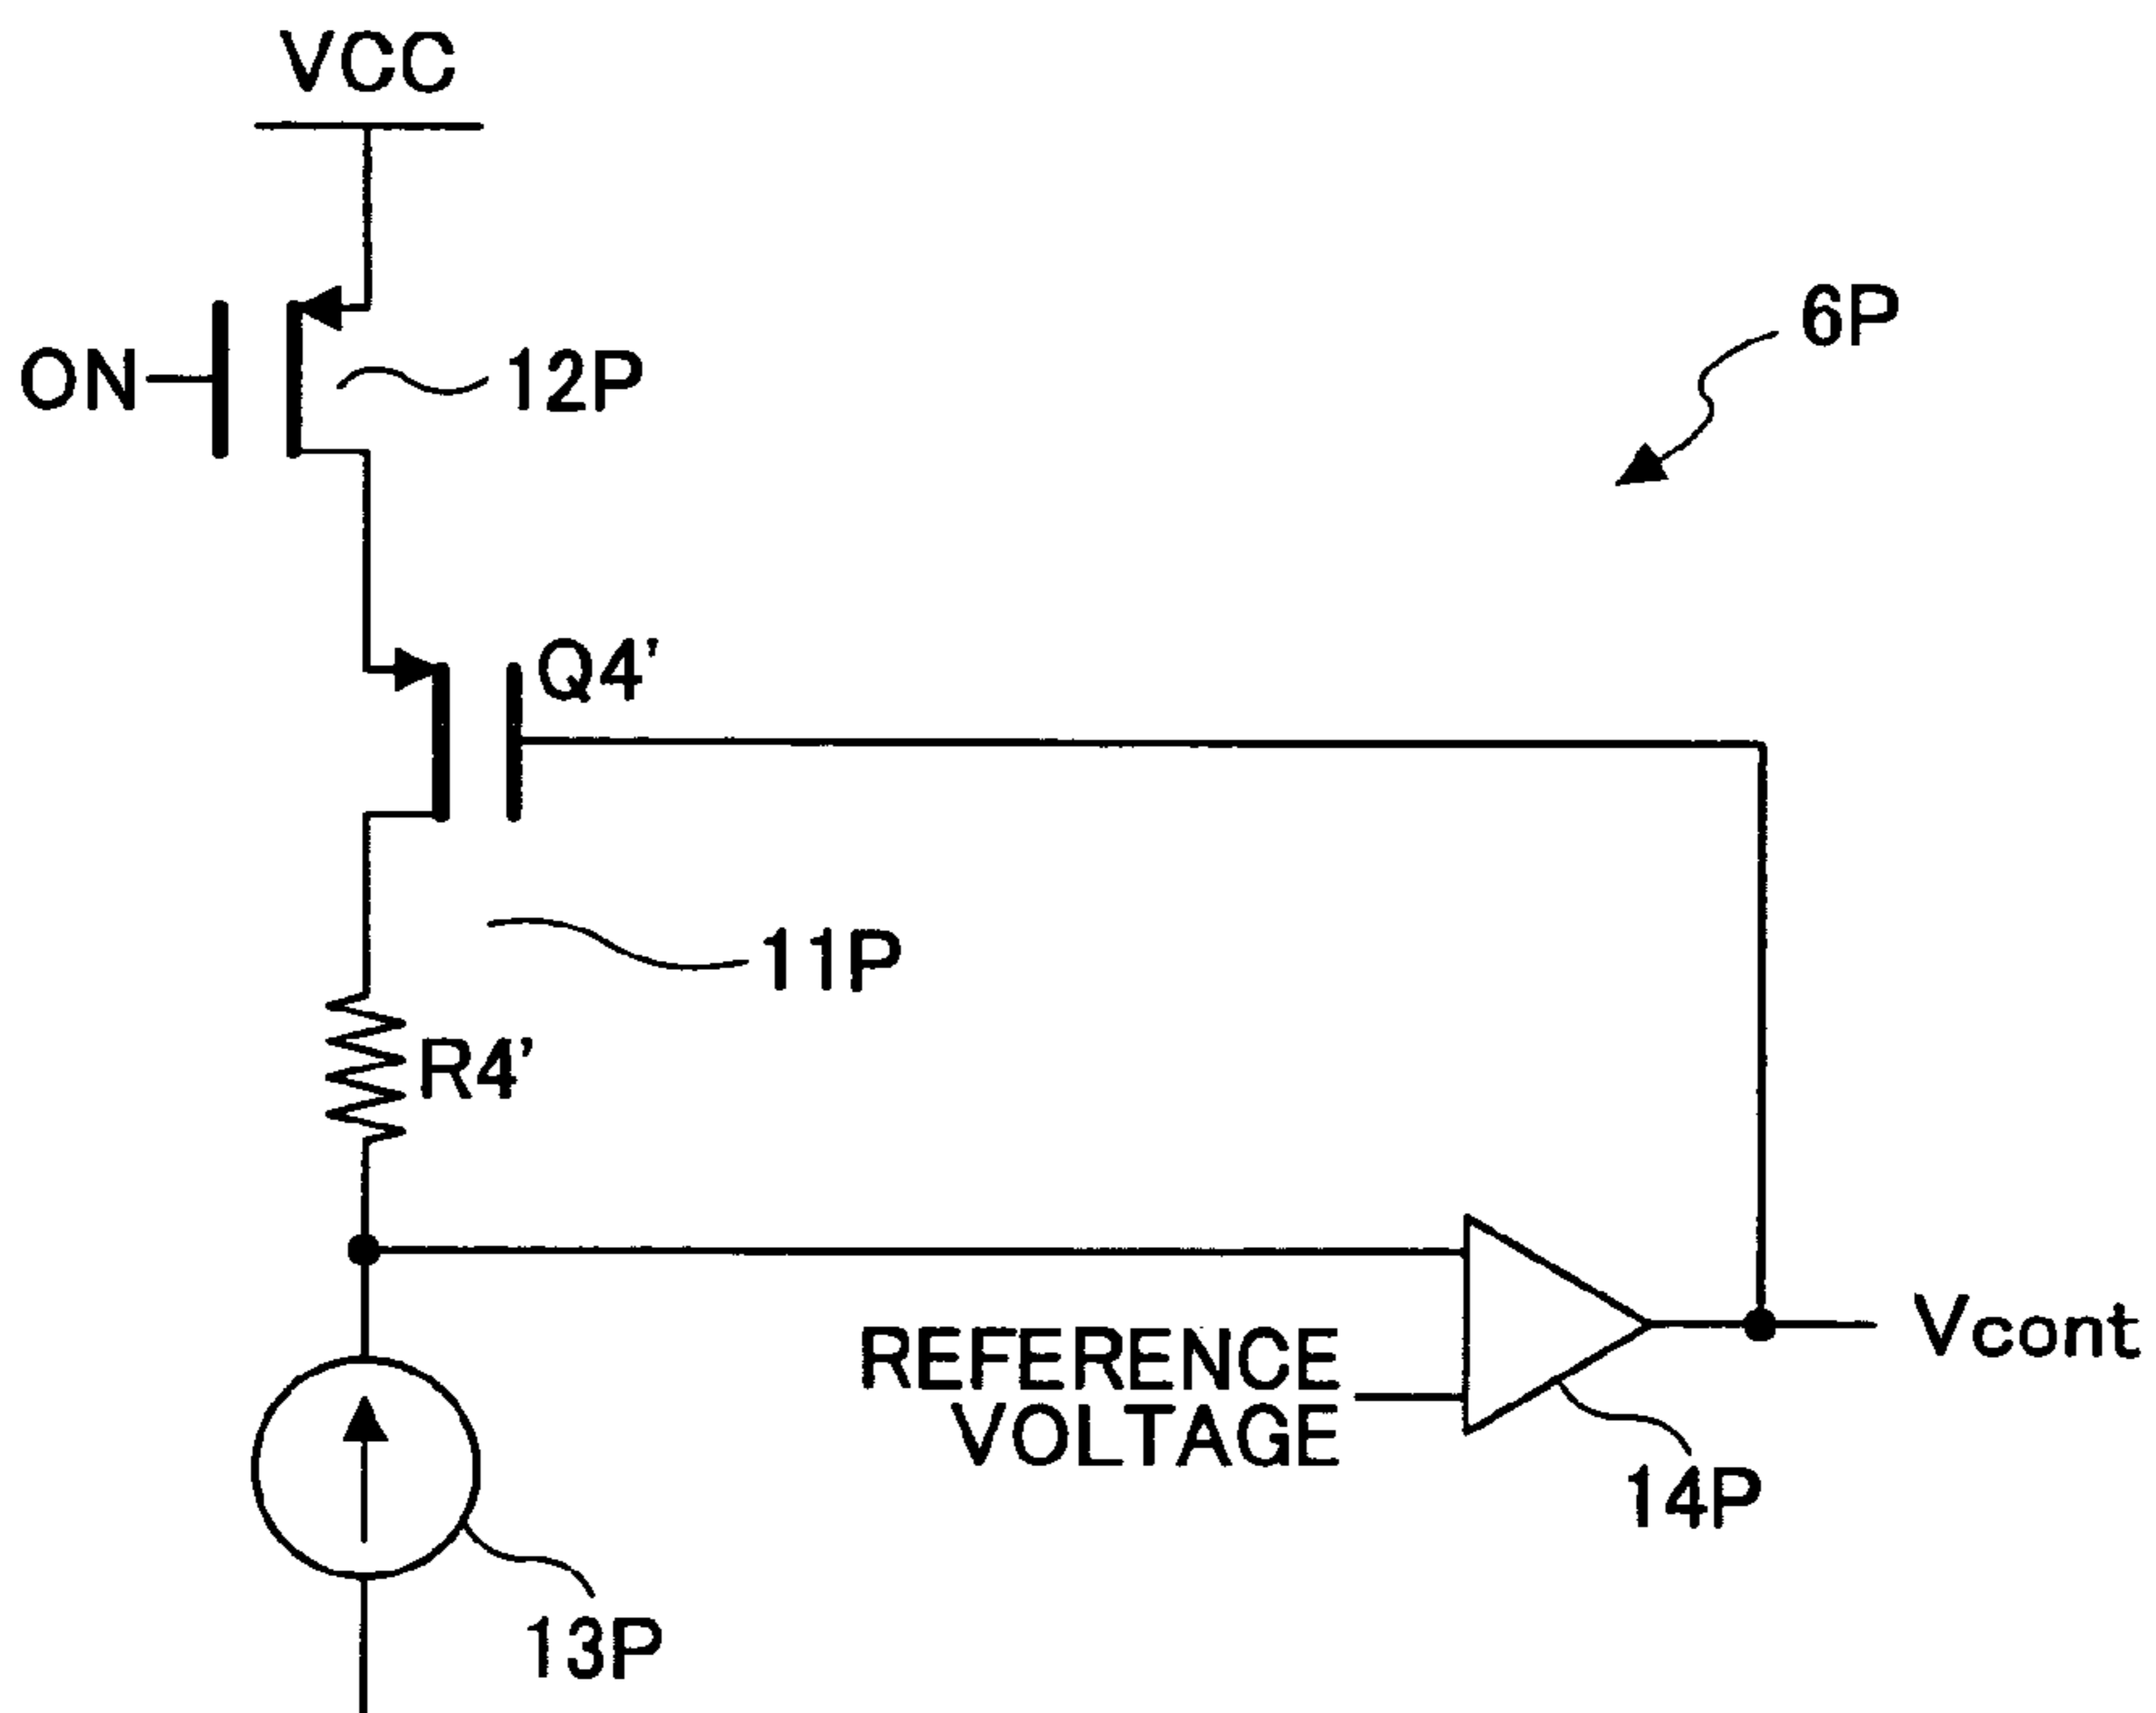 VCC
6P
ON
12P
Q4'
11P
R4'
REFERENCE
VOLTAGE
Vcont
14P
13P